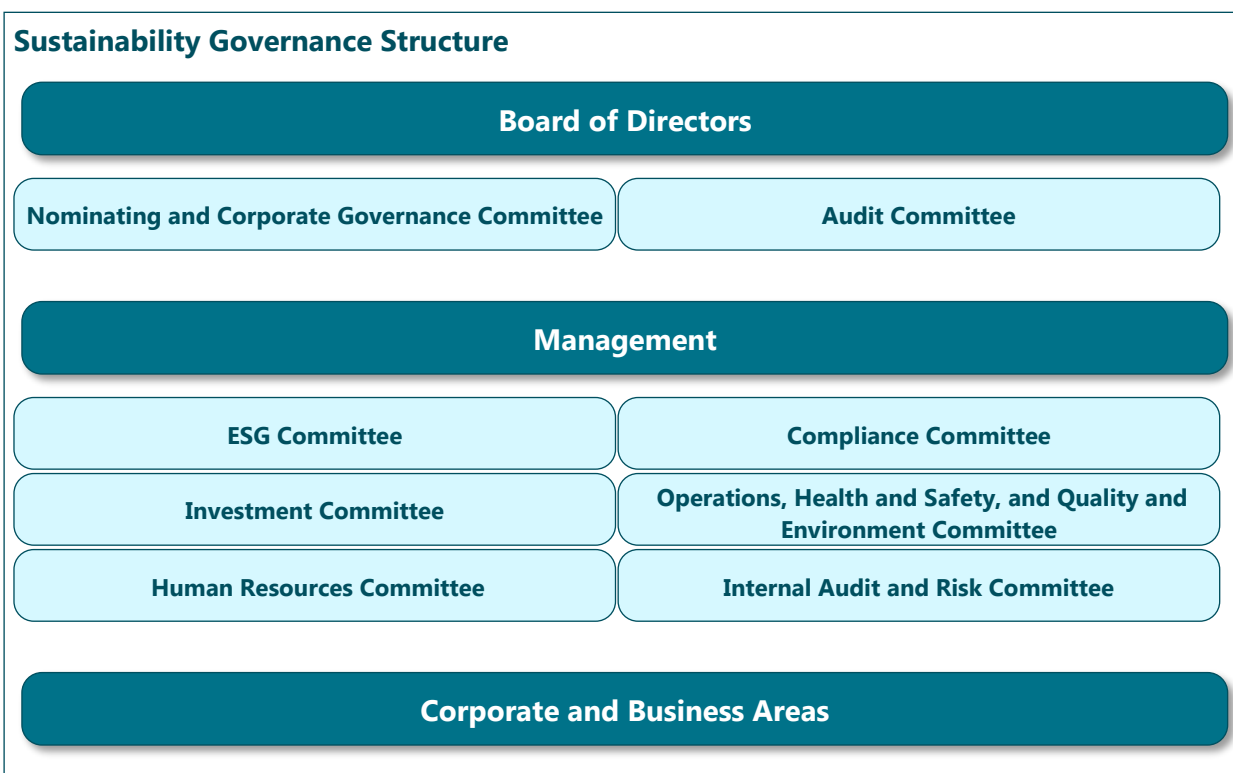 Sustainability Governance Structure
Board of Directors
Nominating and Corporate Governance Committee
Audit Committee
Management
ESG Committee
Compliance Committee
Investment Committee
Operations, Health and Safety, and Quality and
Environment Committee
Human Resources Committee
Internal Audit and Risk Committee
Corporate and Business Areas